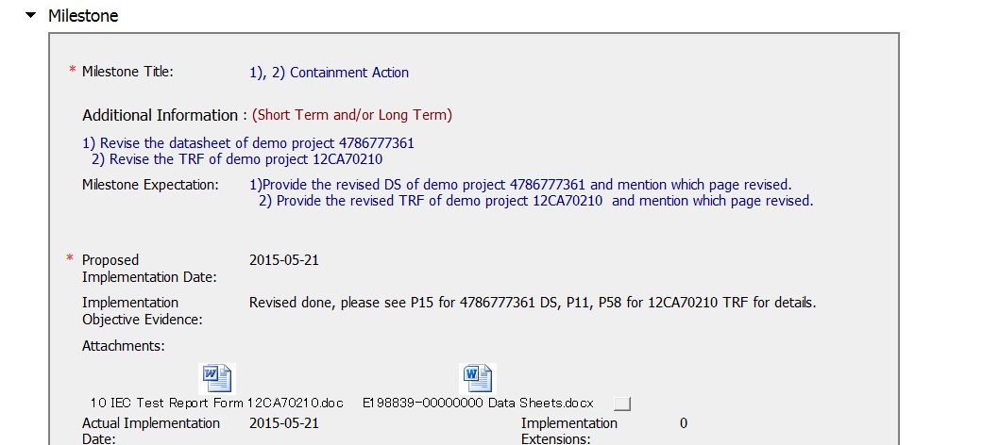 Milestone
* Milestone Title: 1), 2) Containment Action
Additional Information : (Short Term and/or Long Term)
1) Revise the datasheet of demo project 4786777361
2) Revise the TRF of demo project 12CA70210
Milestone Expectation: 1)Provide the revised DS of demo project 4786777361 and mention which page revised.
2) Provide the revised TRF of demo project 12CA70210 and mention which page revised.
* Proposed 2015-05-21
Implementation Date:
Implementation Revised done, please see P15 for 4786777361 DS, P11, P58 for 12CA70210 TRF for details.
Objective Evidence:
Attachments:
10 IEC Test Report Form 12CA70210.doc E198839-00000000 Data Sheets.docx
Actual Implementation 2015-05-21 Implementation 0
Date: Extensions: